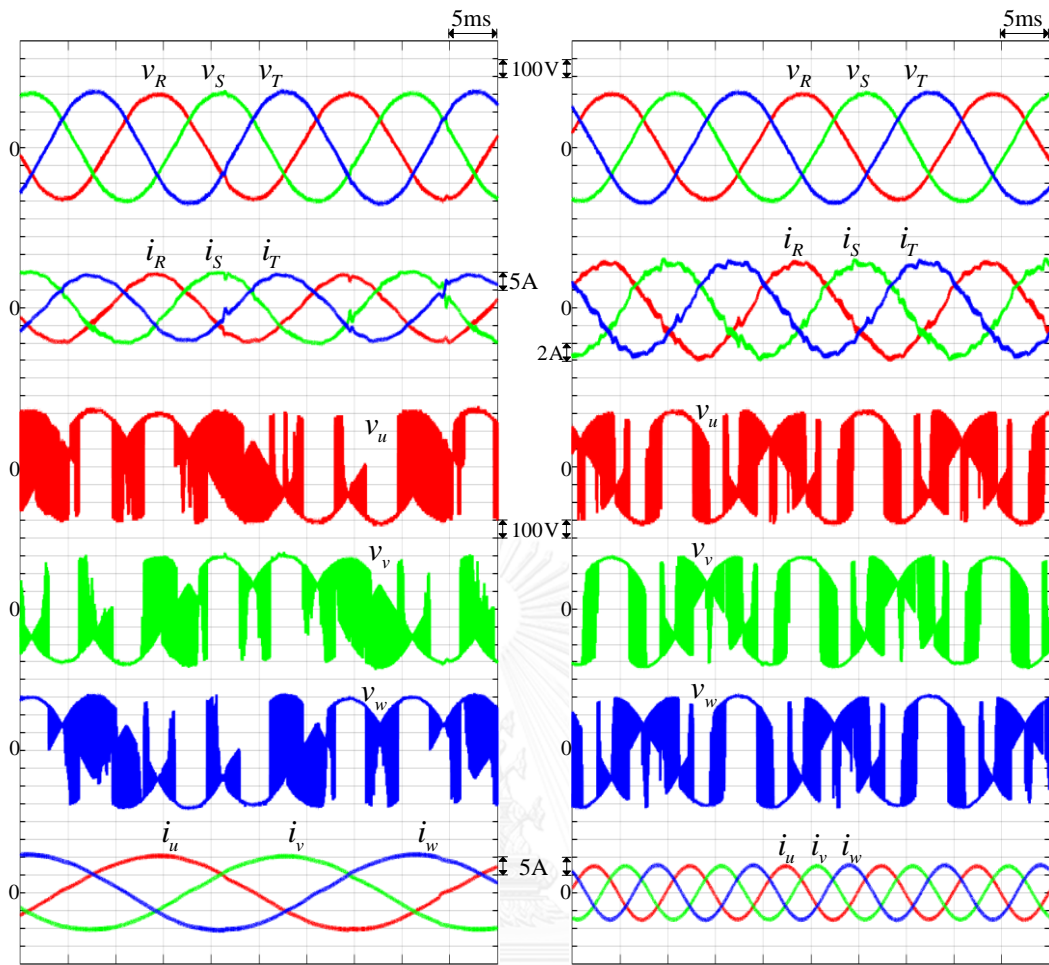 5ms 5ms
v_R v_S v_T 100V v_R v_S v_T
0 0
i_R i_S i_T 5A i_R i_S i_T
0 0
2A
v_u v_u
0 0
100V
v_v v_v
0 0
v_w v_w
0 0
i_u i_v i_w i_u i_v i_w
0 5A 0